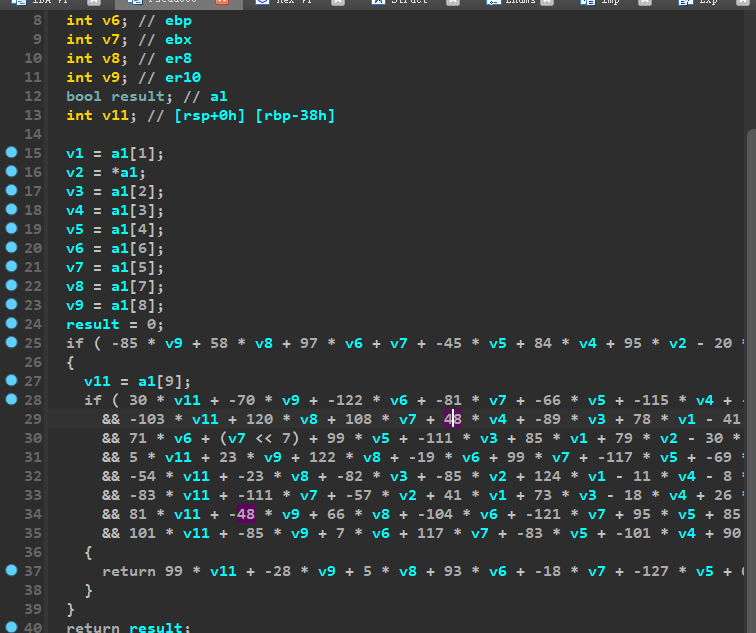 IDA V
Pseudo
Hex V
Struct
Enums
Imp
Exp
8 int v6; // ebp
9 int v7; // ebx
10 int v8; // er8
11 int v9; // er10
12 bool result; // al
13 int v11; // [rsp+0h] [rbp-38h]
14
15 v1 = a1[1];
16 v2 = *a1;
17 v3 = a1[2];
18 v4 = a1[3];
19 v5 = a1[4];
20 v6 = a1[6];
21 v7 = a1[5];
22 v8 = a1[7];
23 v9 = a1[8];
24 result = 0;
25 if ( -85 * v9 + 58 * v8 + 97 * v6 + v7 + -45 * v5 + 84 * v4 + 95 * v2 - 20 *
26 {
27 v11 = a1[9];
28 if ( 30 * v11 + -70 * v9 + -122 * v6 + -81 * v7 + -66 * v5 + -115 * v4 + -
29 && -103 * v11 + 120 * v8 + 108 * v7 + 48 * v4 + -89 * v3 + 78 * v1 - 41
30 && 71 * v6 + (v7 << 7) + 99 * v5 + -111 * v3 + 85 * v1 + 79 * v2 - 30 *
31 && 5 * v11 + 23 * v9 + 122 * v8 + -19 * v6 + 99 * v7 + -117 * v5 + -69 *
32 && -54 * v11 + -23 * v8 + -82 * v3 + -85 * v2 + 124 * v1 - 11 * v4 - 8 *
33 && -83 * v11 + -111 * v7 + -57 * v2 + 41 * v1 + 73 * v3 - 18 * v4 + 26 *
34 && 81 * v11 + -48 * v9 + 66 * v8 + -104 * v6 + -121 * v7 + 95 * v5 + 85
35 && 101 * v11 + -85 * v9 + 7 * v6 + 117 * v7 + -83 * v5 + -101 * v4 + 90
36 {
37 return 99 * v11 + -28 * v9 + 5 * v8 + 93 * v6 + -18 * v7 + -127 * v5 +
38 }
39 }
40 return result;